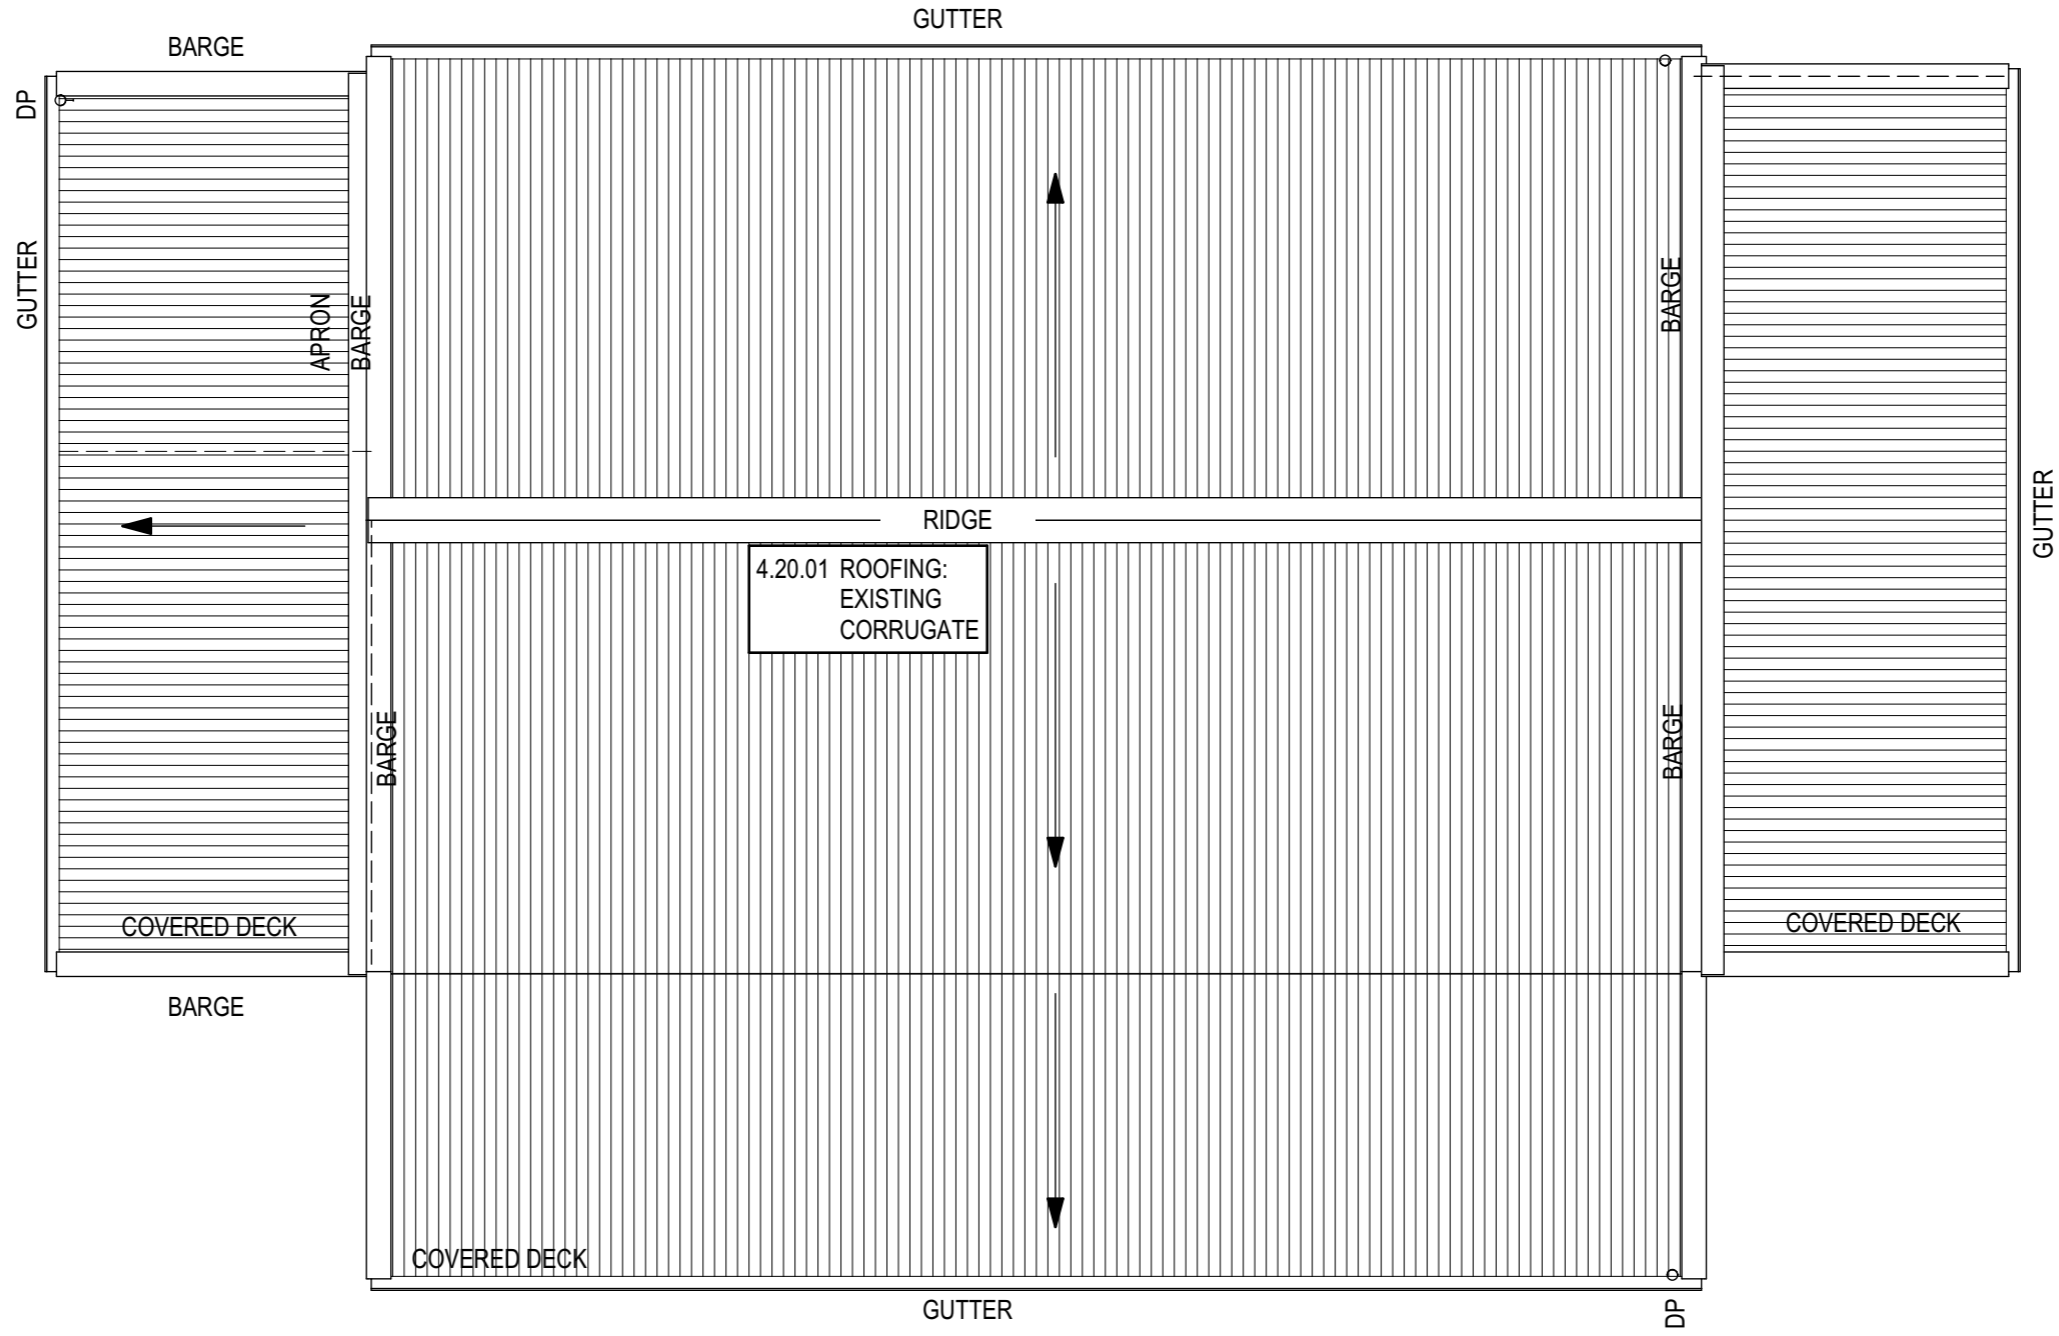 GUTTER
BARGE
DP
GUTTER
APRON
BARGE
BARGE
RIDGE
4.20.01 ROOFING:
EXISTING
CORRUGATE
GUTTER
BARGE
BARGE
COVERED DECK
COVERED DECK
BARGE
COVERED DECK
GUTTER
DP